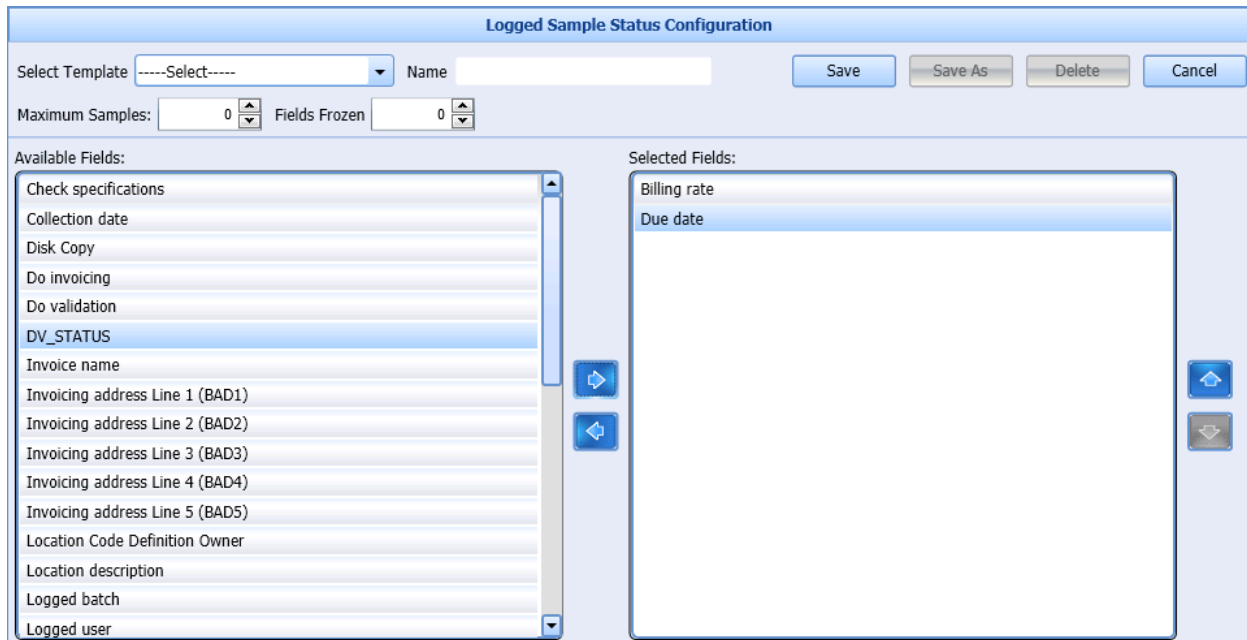 Logged Sample Status Configuration
Select Template -----Select----- Name Save Save As Delete Cancel
Maximum Samples: 0 Fields Frozen 0
Available Fields:
Check specifications
Collection date
Disk Copy
Do invoicing
Do validation
DV_STATUS
Invoice name
Invoicing address Line 1 (BAD1)
Invoicing address Line 2 (BAD2)
Invoicing address Line 3 (BAD3)
Invoicing address Line 4 (BAD4)
Invoicing address Line 5 (BAD5)
Location Code Definition Owner
Location description
Logged batch
Logged user
Selected Fields:
Billing rate
Due date